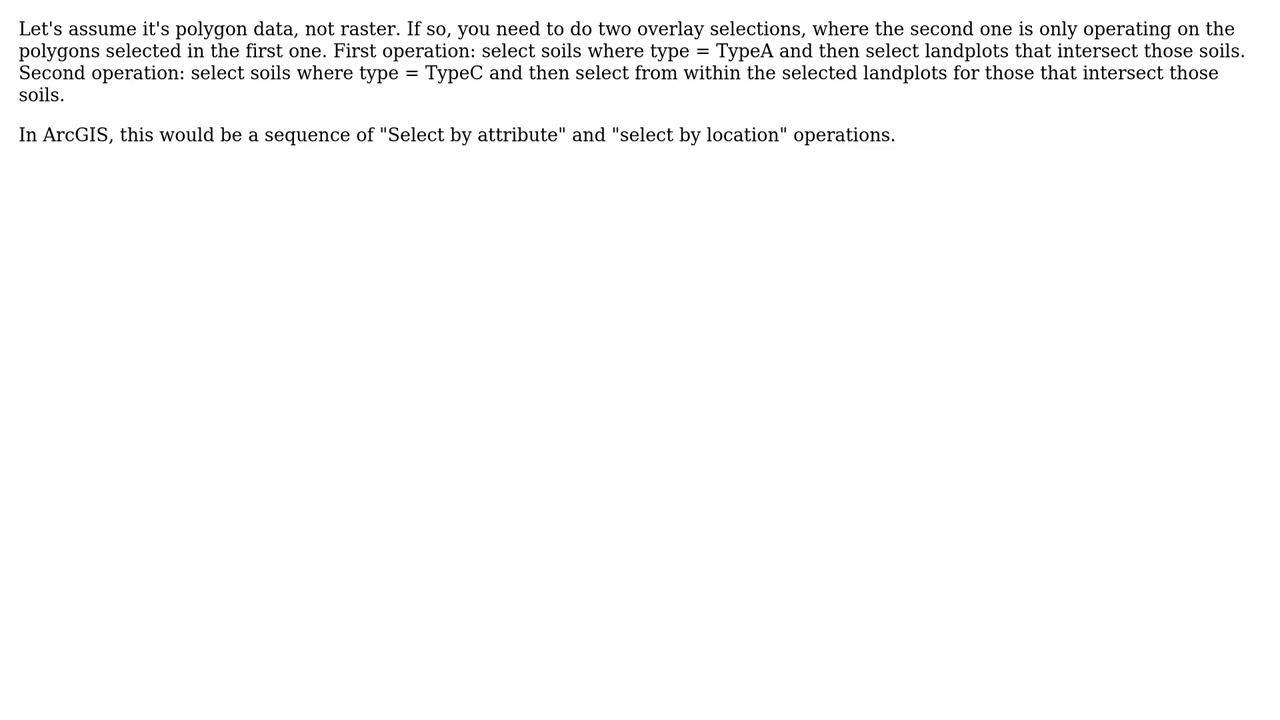 Let's assume it's polygon data, not raster. If so, you need to do two overlay selections, where the second one is only operating on the
polygons selected in the first one. First operation: select soils where type = TypeA and then select landplots that intersect those soils.
Second operation: select soils where type = TypeC and then select from within the selected landplots for those that intersect those
soils.
In ArcGIS, this would be a sequence of "Select by attribute" and "select by location" operations.